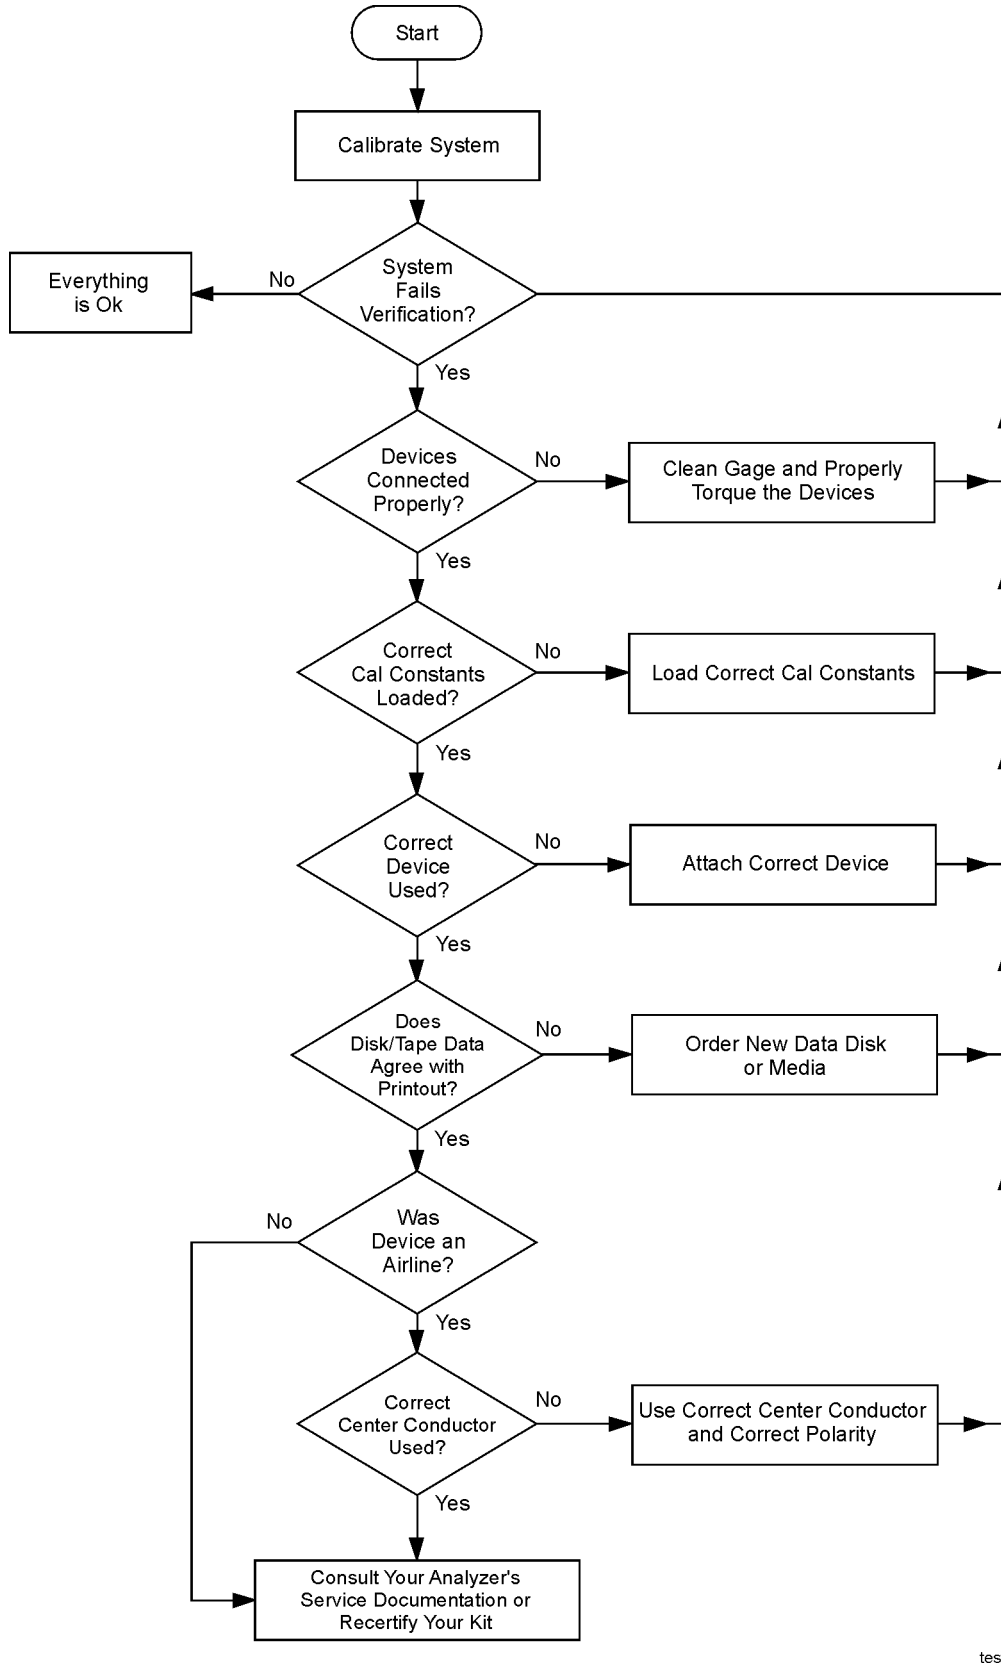 Start
Calibrate System
System
Fails
Verification?
No
Everything
is Ok
Yes
Devices
Connected
Properly?
No
Clean Gage and Properly
Torque the Devices
Yes
Correct
Cal Constants
Loaded?
No
Load Correct Cal Constants
Yes
Correct
Device
Used?
No
Attach Correct Device
Yes
Does
Disk/Tape Data
Agree with
Printout?
No
Order New Data Disk
or Media
Yes
Was
Device an
Airline?
No
Yes
Correct
Center Conductor
Used?
No
Use Correct Center Conductor
and Correct Polarity
Yes
Consult Your Analyzer's
Service Documentation or
Recertify Your Kit
tes